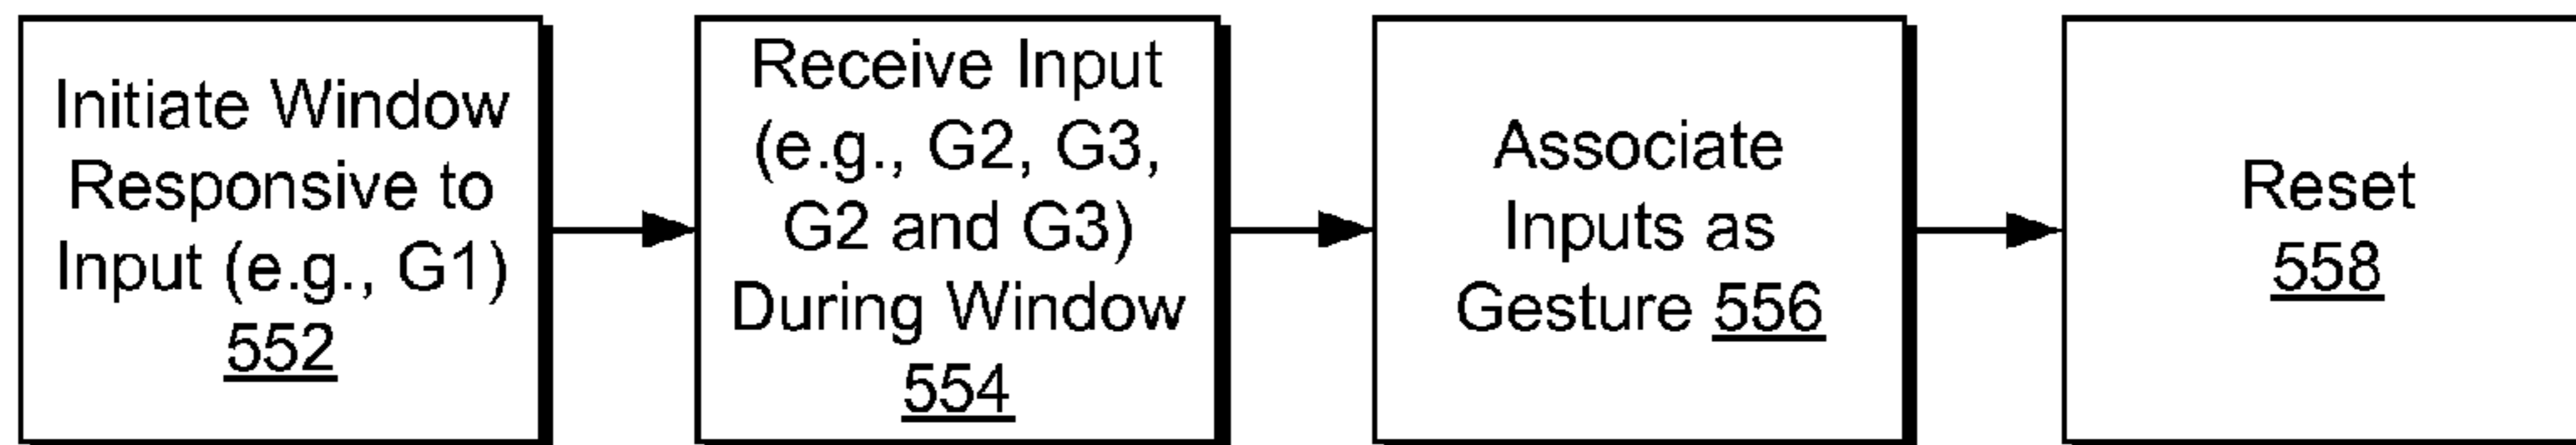 Initiate Window
Responsive to
Input (e.g., G1)
552
Receive Input
(e.g., G2, G3,
G2 and G3)
During Window
554
Associate
Inputs as
Gesture 556
Reset
558